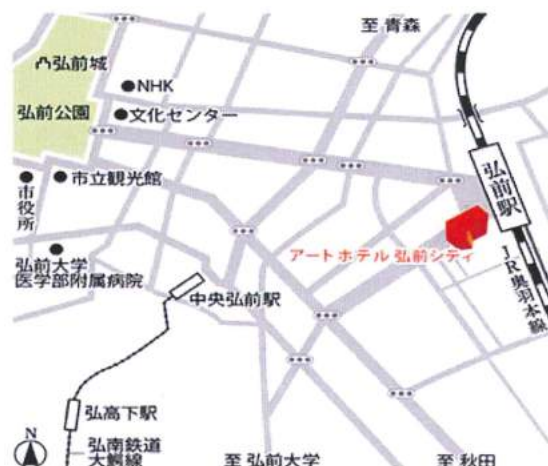 至 青森
弘前城
NHK
弘前公園
文化センター
弘前駅
市役所
市立観光館
アートホテル 弘前シティ
弘前大学
医学部附属病院
JR奥羽本線
中央弘前駅
弘高下駅
N
弘南鉄道
大鰐線
至 弘前大学
至 秋田